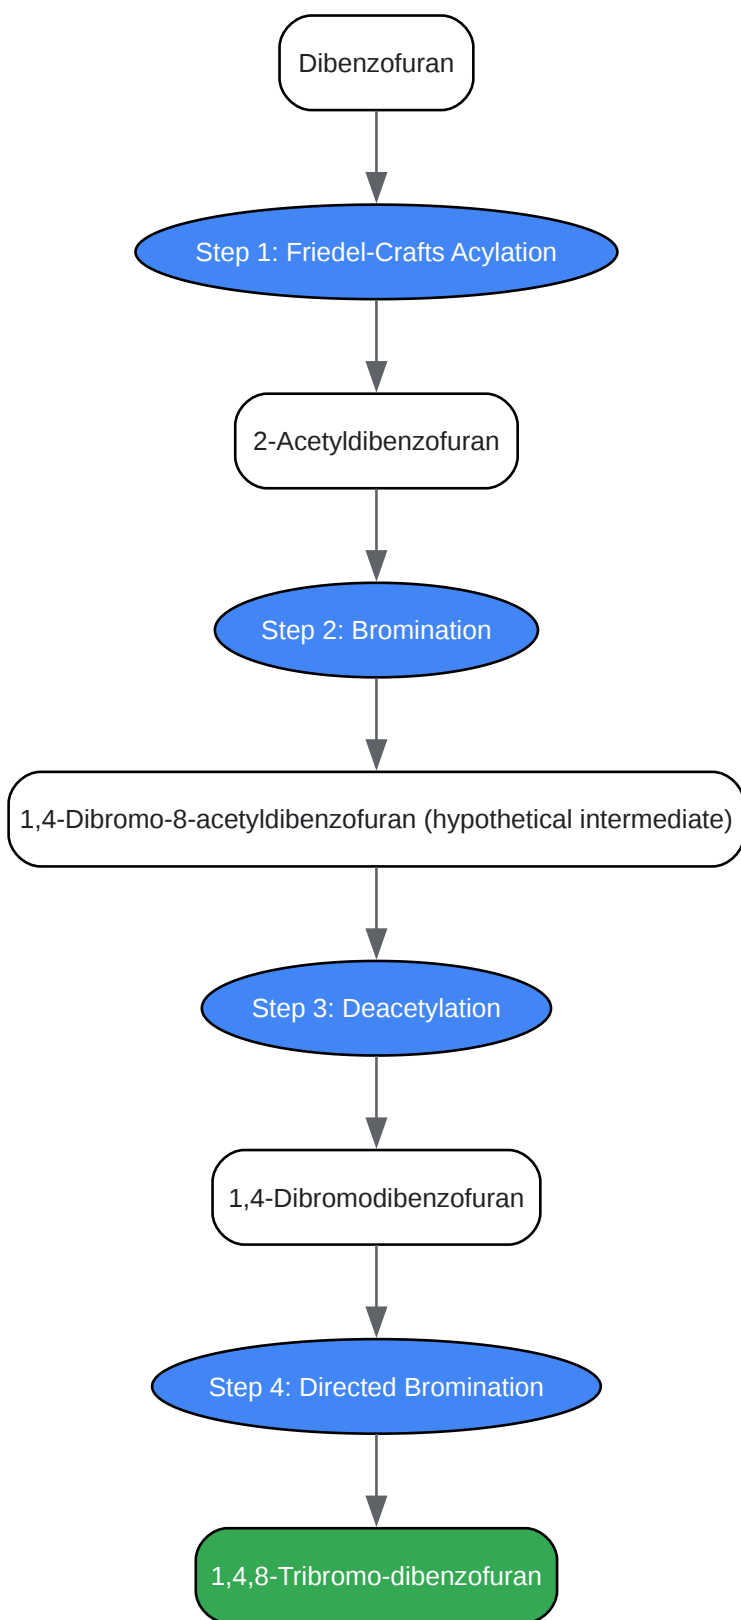 Dibenzofuran
Step 1: Friedel-Crafts Acylation
2-Acetyldibenzofuran
Step 2: Bromination
1,4-Dibromo-8-acetyldibenzofuran (hypothetical intermediate)
Step 3: Deacetylation
1,4-Dibromodibenzofuran
Step 4: Directed Bromination
1,4,8-Tribromo-dibenzofuran